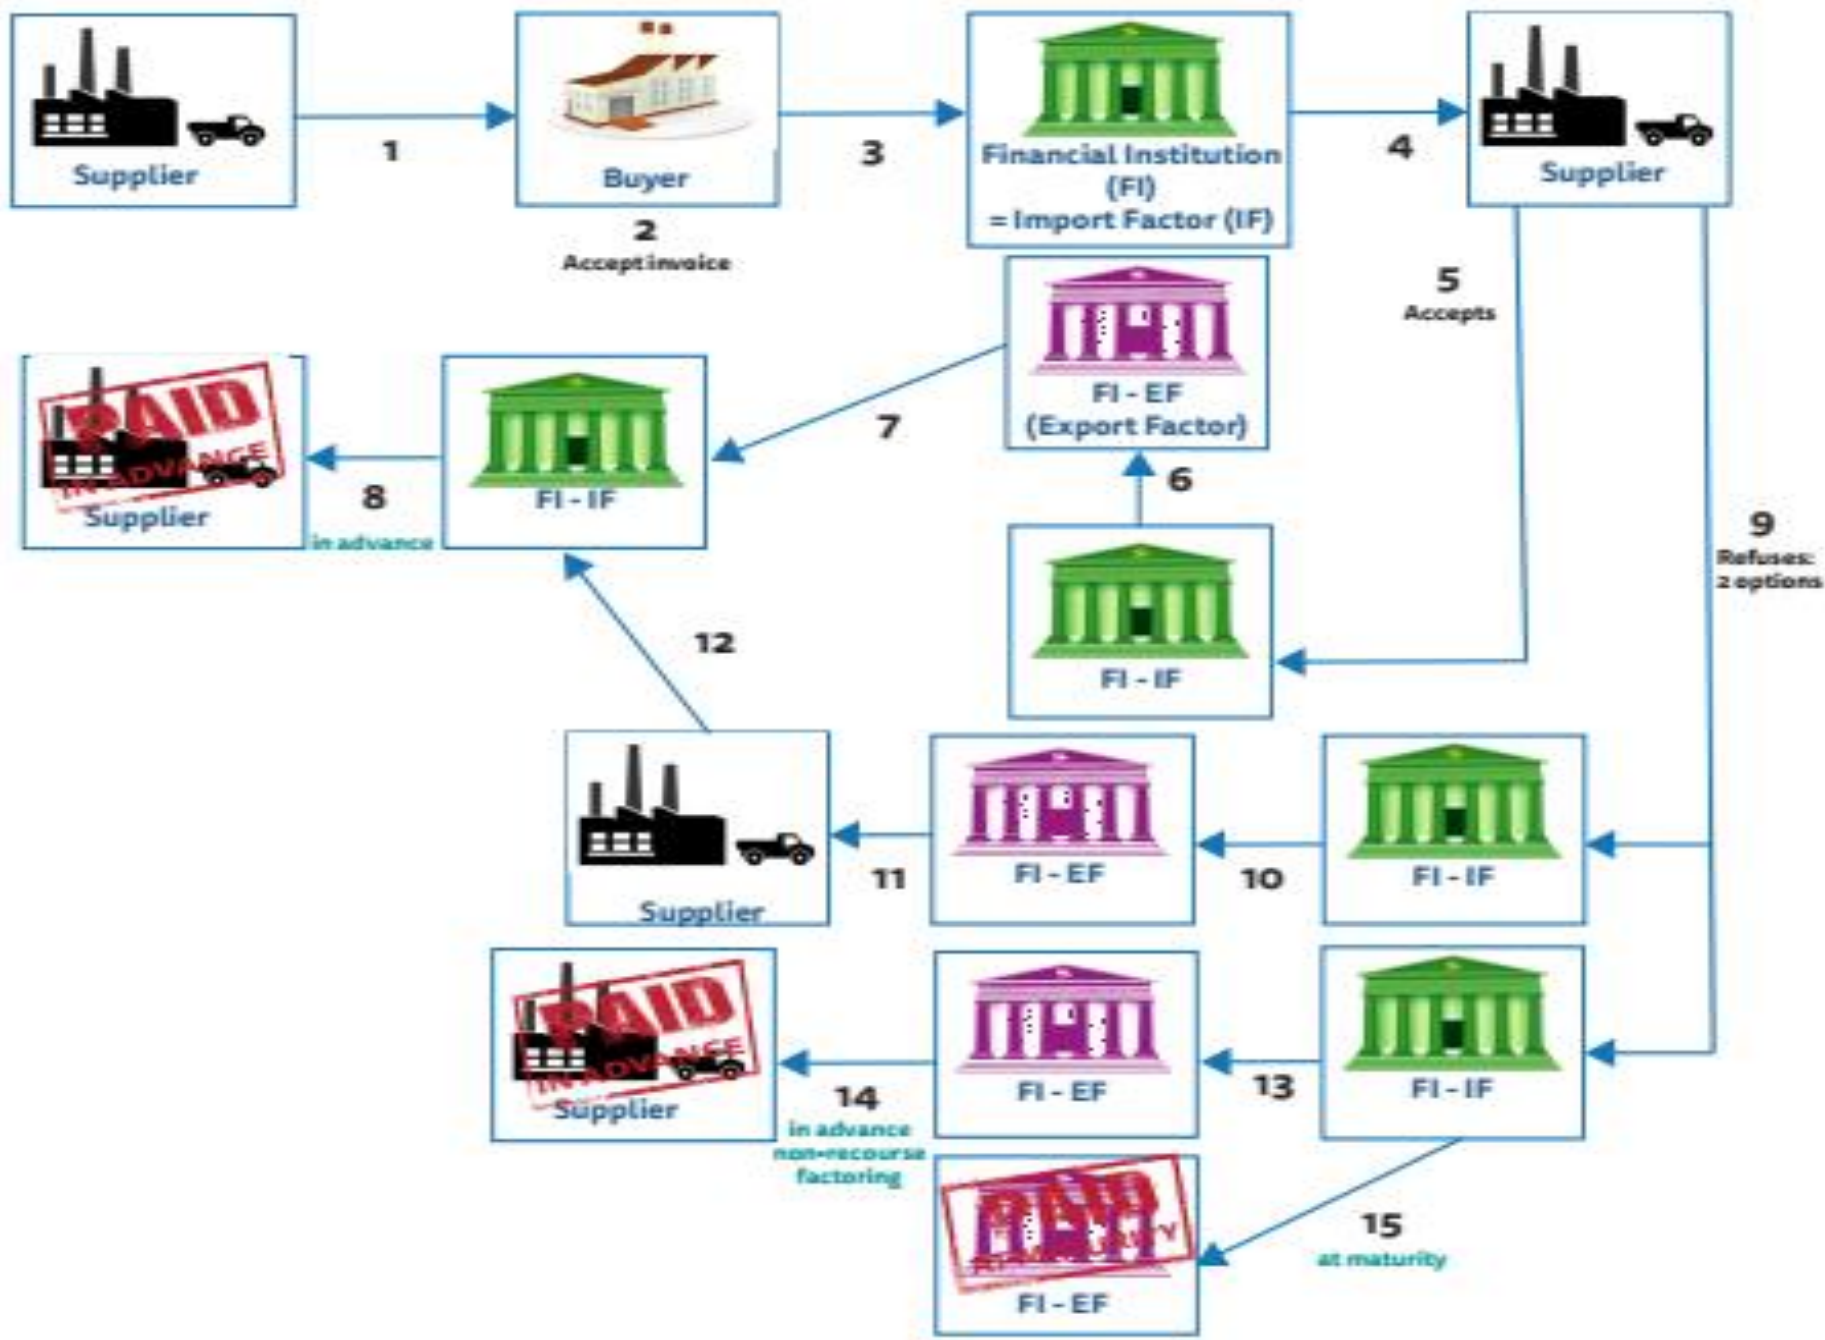 Supplier
1
Buyer
2
Accept invoice
3
Financial Institution
(FI)
= Import Factor (IF)
4
Supplier
5
Accepts
FI - EF
(Export Factor)
6
7
PAID
IN ADVANCE
Supplier
8
in advance
FI - IF
9
Refuses:
2 options
FI - IF
12
Supplier
11
FI - EF
10
FI - IF
PAID
IN ADVANCE
Supplier
14
in advance
non-recourse
factoring
FI - EF
13
FI - IF
PAID
AT MATURITY
FI - EF
15
at maturity